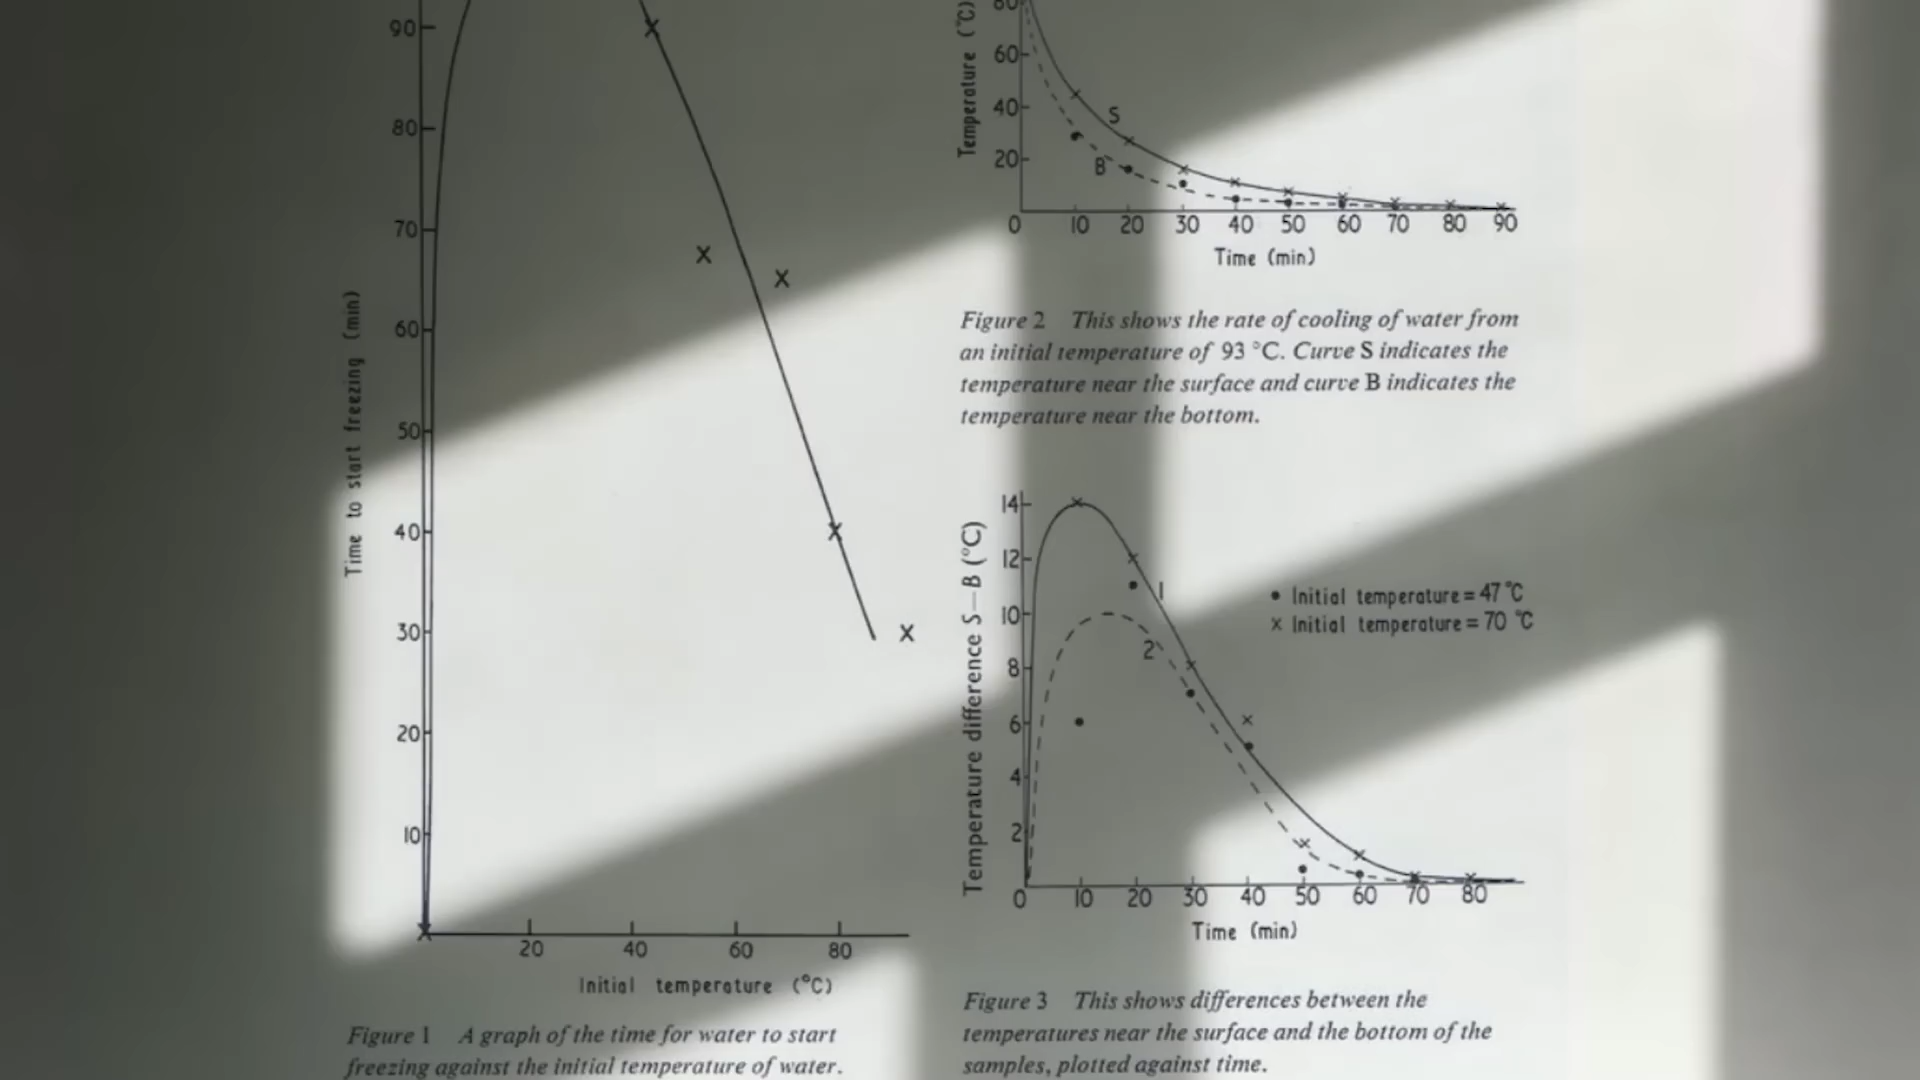 90
80
70
60
50
40
30
20
10
Time to start freezing (min)
20 40 60 80
Initial temperature (°C)
Figure 1 A graph of the time for water to start
freezing against the initial temperature of water.
80
60
40
20
Temperature (°C)
S
B
0 10 20 30 40 50 60 70 80 90
Time (min)
Figure 2 This shows the rate of cooling of water from
an initial temperature of 93 °C. Curve S indicates the
temperature near the surface and curve B indicates the
temperature near the bottom.
14
12
10
8
6
4
2
Temperature difference S—B (°C)
1
2
• Initial temperature = 47 °C
× Initial temperature = 70 °C
0 10 20 30 40 50 60 70 80
Time (min)
Figure 3 This shows differences between the
temperatures near the surface and the bottom of the
samples, plotted against time.